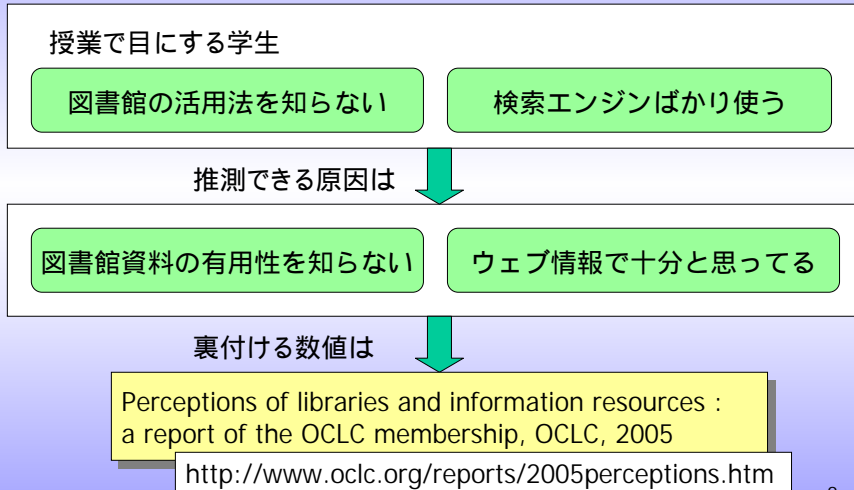 授業で目にする学生
図書館の活用法を知らない
検索エンジンばかり使う
推測できる原因は
図書館資料の有用性を知らない
ウェブ情報で十分と思ってる
裏付ける数値は
Perceptions of libraries and information resources :
a report of the OCLC membership, OCLC, 2005
http://www.oclc.org/reports/2005perceptions.htm